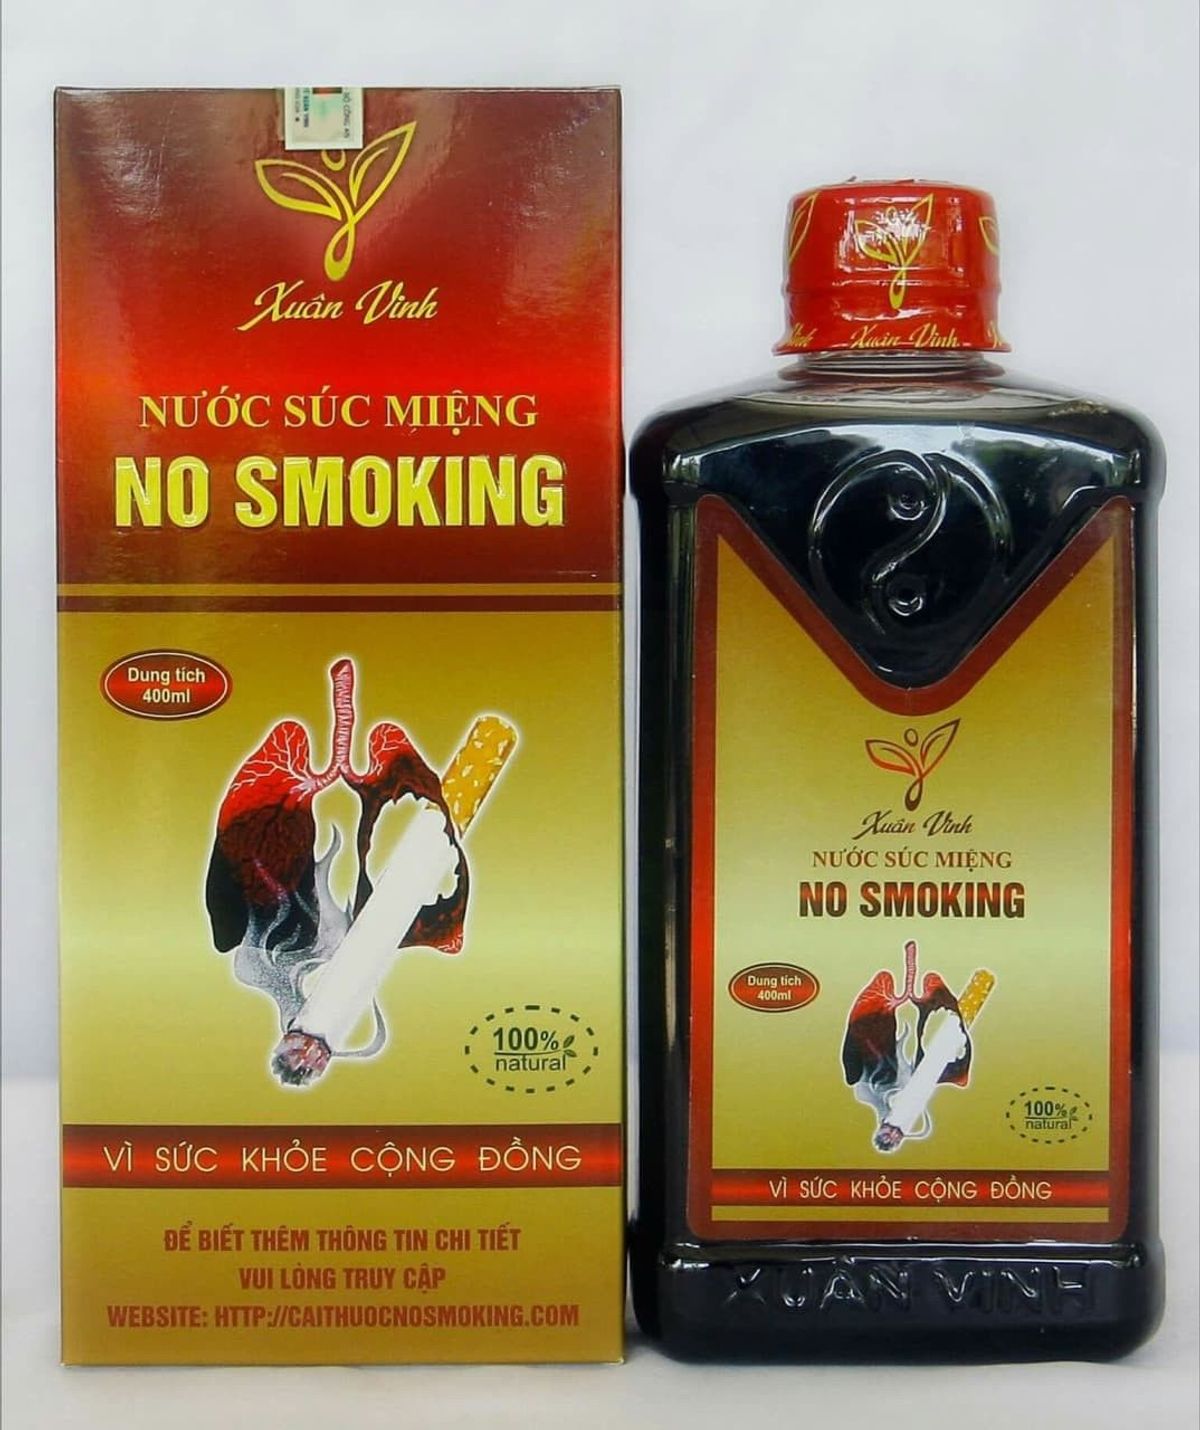 Xuân Vinh
NƯỚC SÚC MIỆNG
NO SMOKING
Dung tích
400ml
100%
natural
VÌ SỨC KHỎE CỘNG ĐỒNG
ĐỂ BIẾT THÊM THÔNG TIN CHI TIẾT
VUI LÒNG TRUY CẬP
WEBSITE: HTTP://CAITHUOCNOSMOKING.COM
Xuân Vinh
Xuân Vinh
NƯỚC SÚC MIỆNG
NO SMOKING
Dung tích
400ml
100%
natural
VÌ SỨC KHỎE CỘNG ĐỒNG
XUÂN VINH